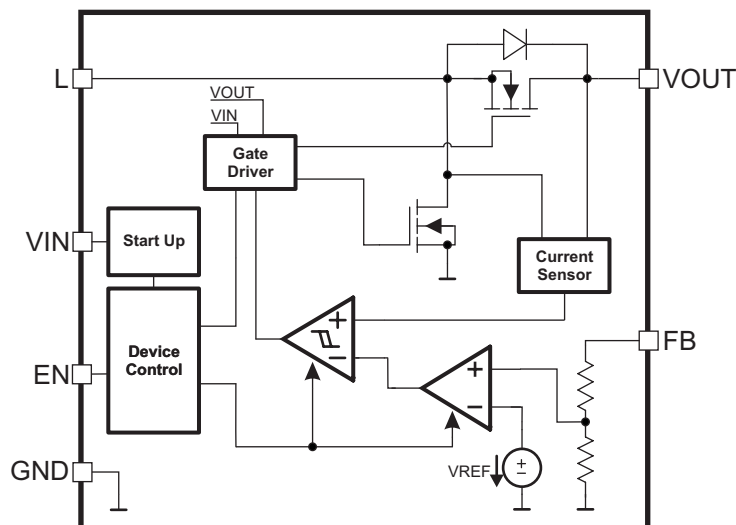 L
VOUT
VOUT
VIN
Gate
Driver
VIN
Start Up
Current
Sensor
EN
Device
Control
FB
GND
VREF